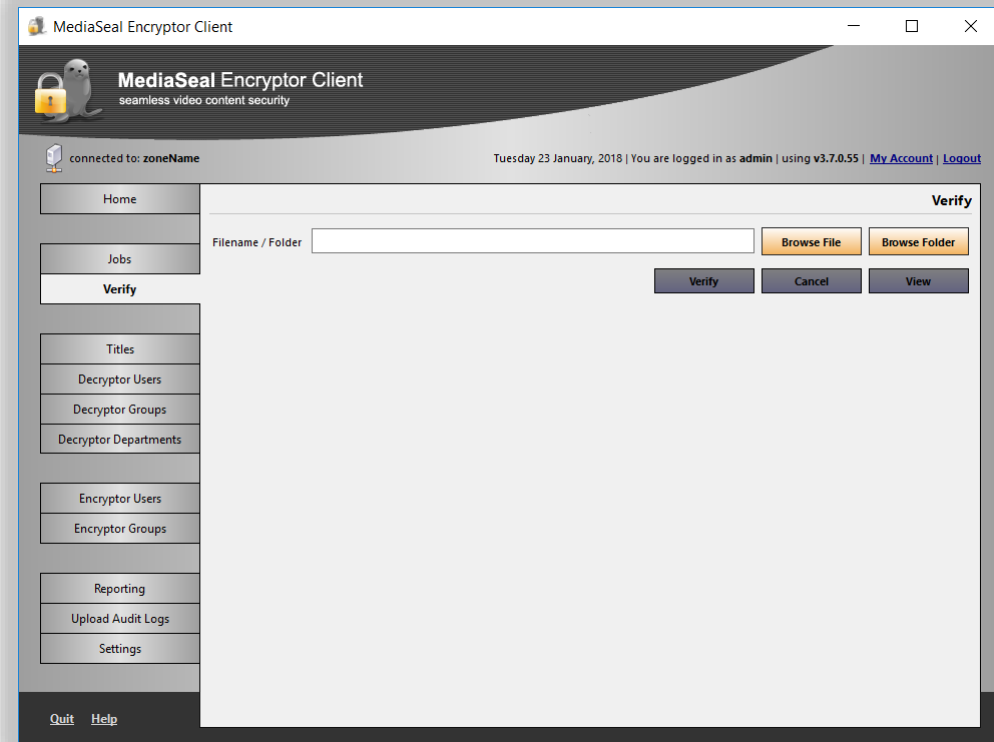 MediaSeal Encryptor Client
MediaSeal Encryptor Client
seamless video content security
connected to: zoneName
Tuesday 23 January, 2018 | You are logged in as admin | using v3.7.0.55 | My Account | Logout
Home
Verify
Filename / Folder
Browse File
Browse Folder
Jobs
Verify
Cancel
View
Verify
Titles
Decryptor Users
Decryptor Groups
Decryptor Departments
Encryptor Users
Encryptor Groups
Reporting
Upload Audit Logs
Settings
Quit Help